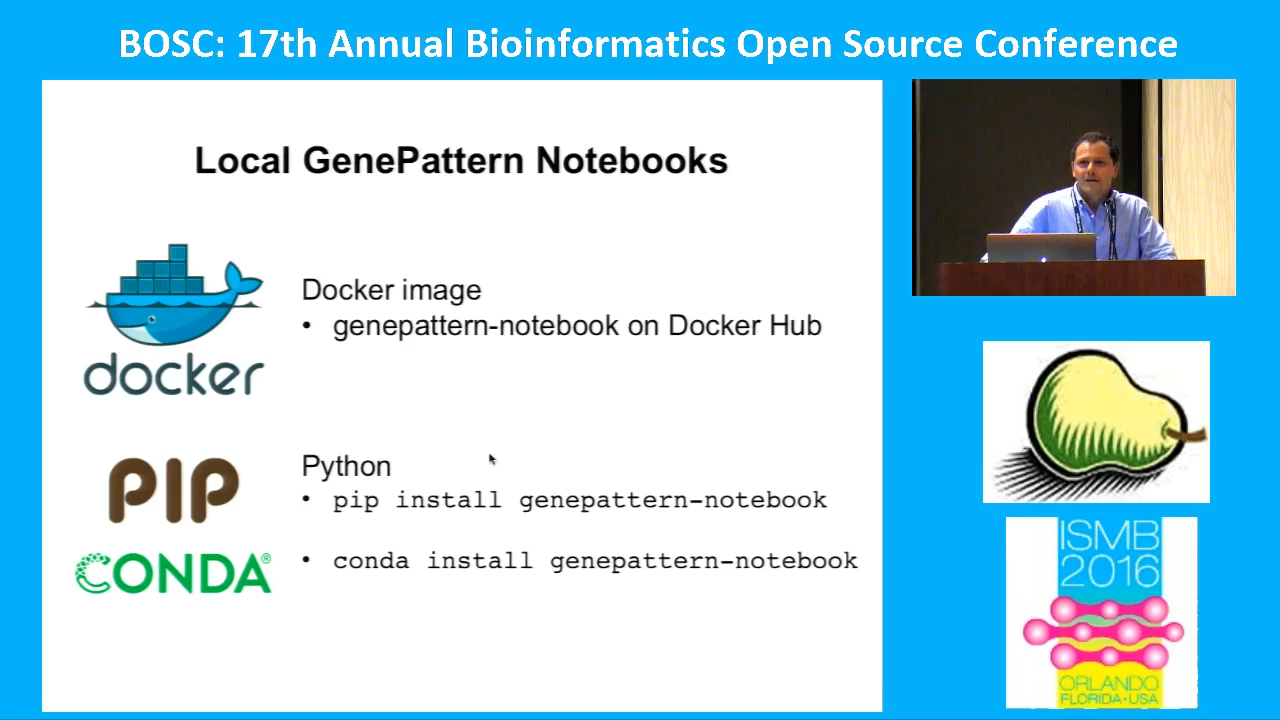 BOSC: 17th Annual Bioinformatics Open Source Conference
Local GenePattern Notebooks
docker
Docker image
• genepattern-notebook on Docker Hub
PIP
Python
• pip install genepattern-notebook
CONDA®
• conda install genepattern-notebook
ISMB
2016
ORLANDO
FLORIDA•USA